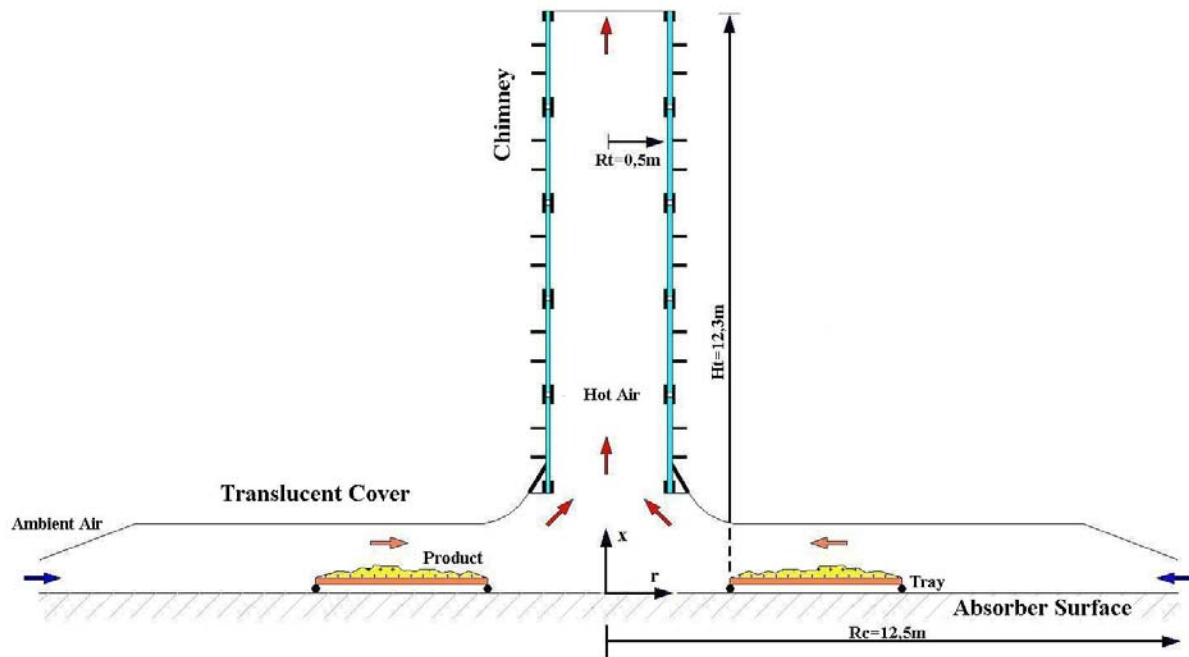 Chimney
Rt=0,5m
Ht=12,3m
Hot Air
Translucent Cover
Ambient Air
Product
x
r
Tray
Absorber Surface
Rc=12,5m